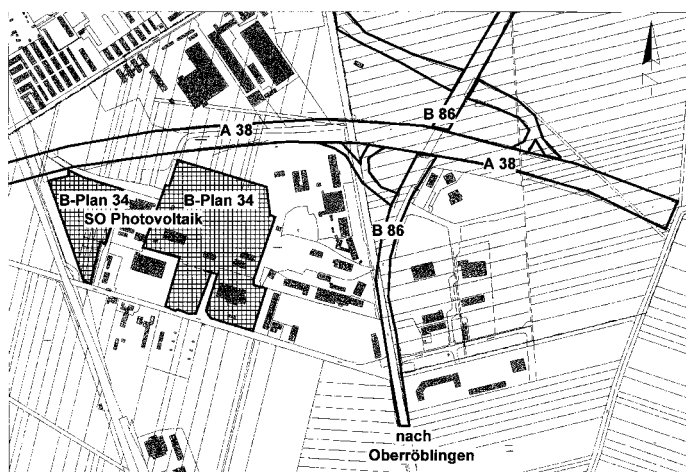 B 86
A 38
A 38
B-Plan 34
B-Plan 34
SO Photovoltaik
B 86
nach
Oberröblingen